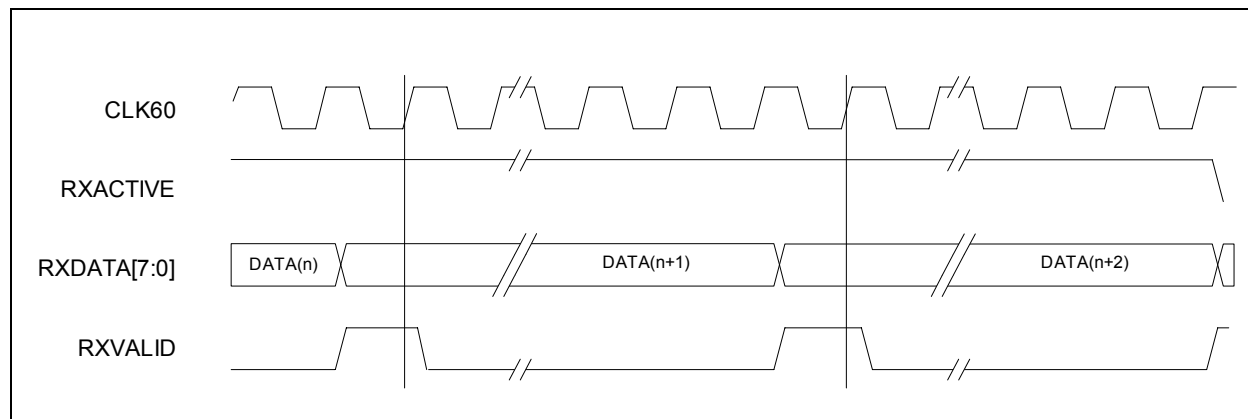 CLK60
RXACTIVE
RXDATA[7:0]
DATA(n)
DATA(n+1)
DATA(n+2)
RXVALID